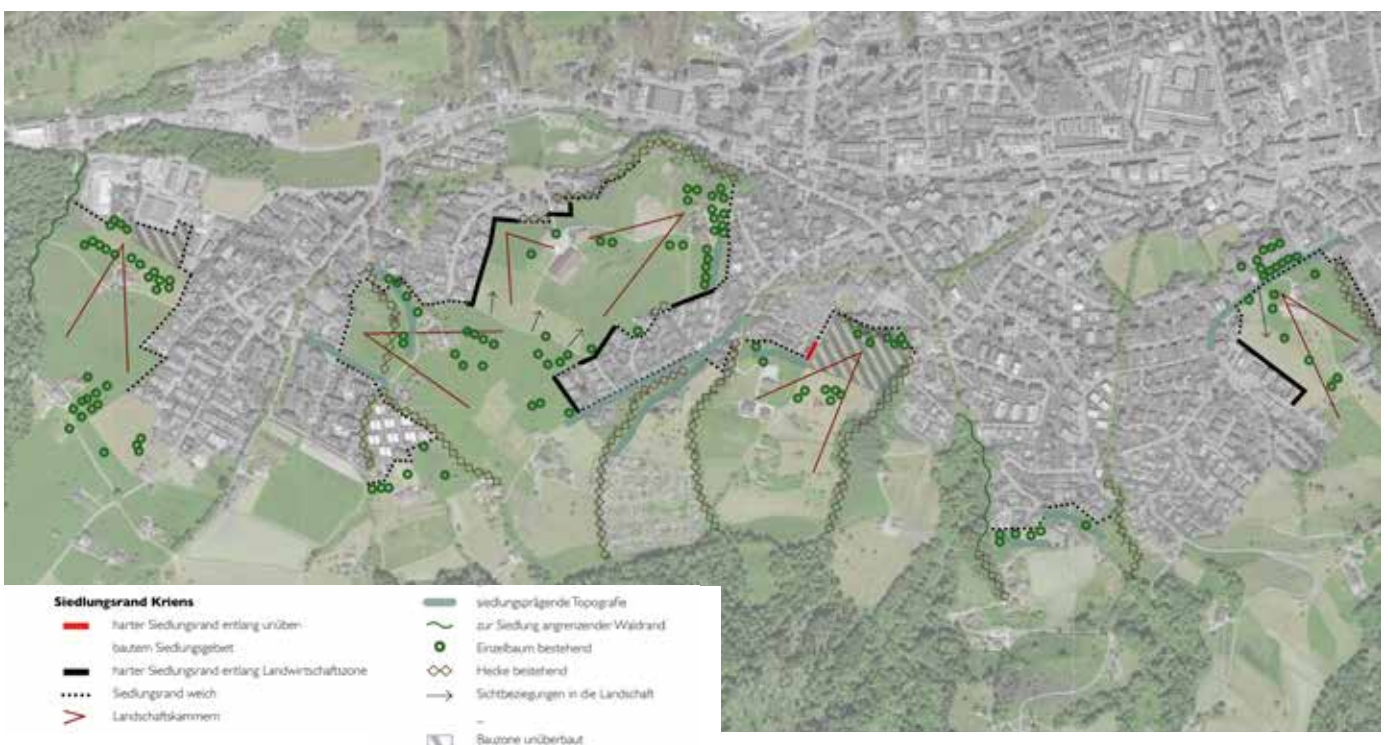 Siedlungsrand Kriens
harter Siedlungsrand entlang unüber-
bautem Siedlungsgebiet
harter Siedlungsrand entlang Landwirtschaftszone
Siedlungsrand weich
Landschaftskammern
siedlungsprägende Topografie
zur Siedlung angrenzender Waldrand
Einzelbaum bestehend
Hecke bestehend
Sichtbeziehungen in die Landschaft
Bauzone unüberbaut